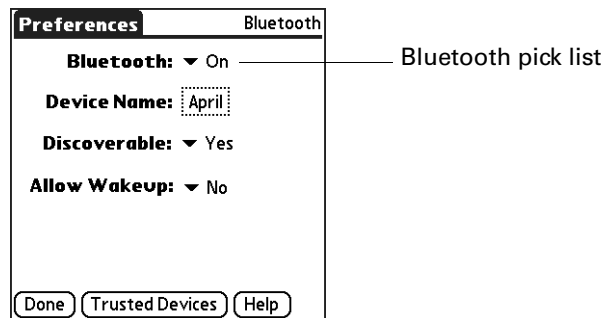 Preferences Bluetooth
Bluetooth: On Bluetooth pick list
Device Name: April
Discoverable: Yes
Allow Wakeup: No
Done Trusted Devices Help